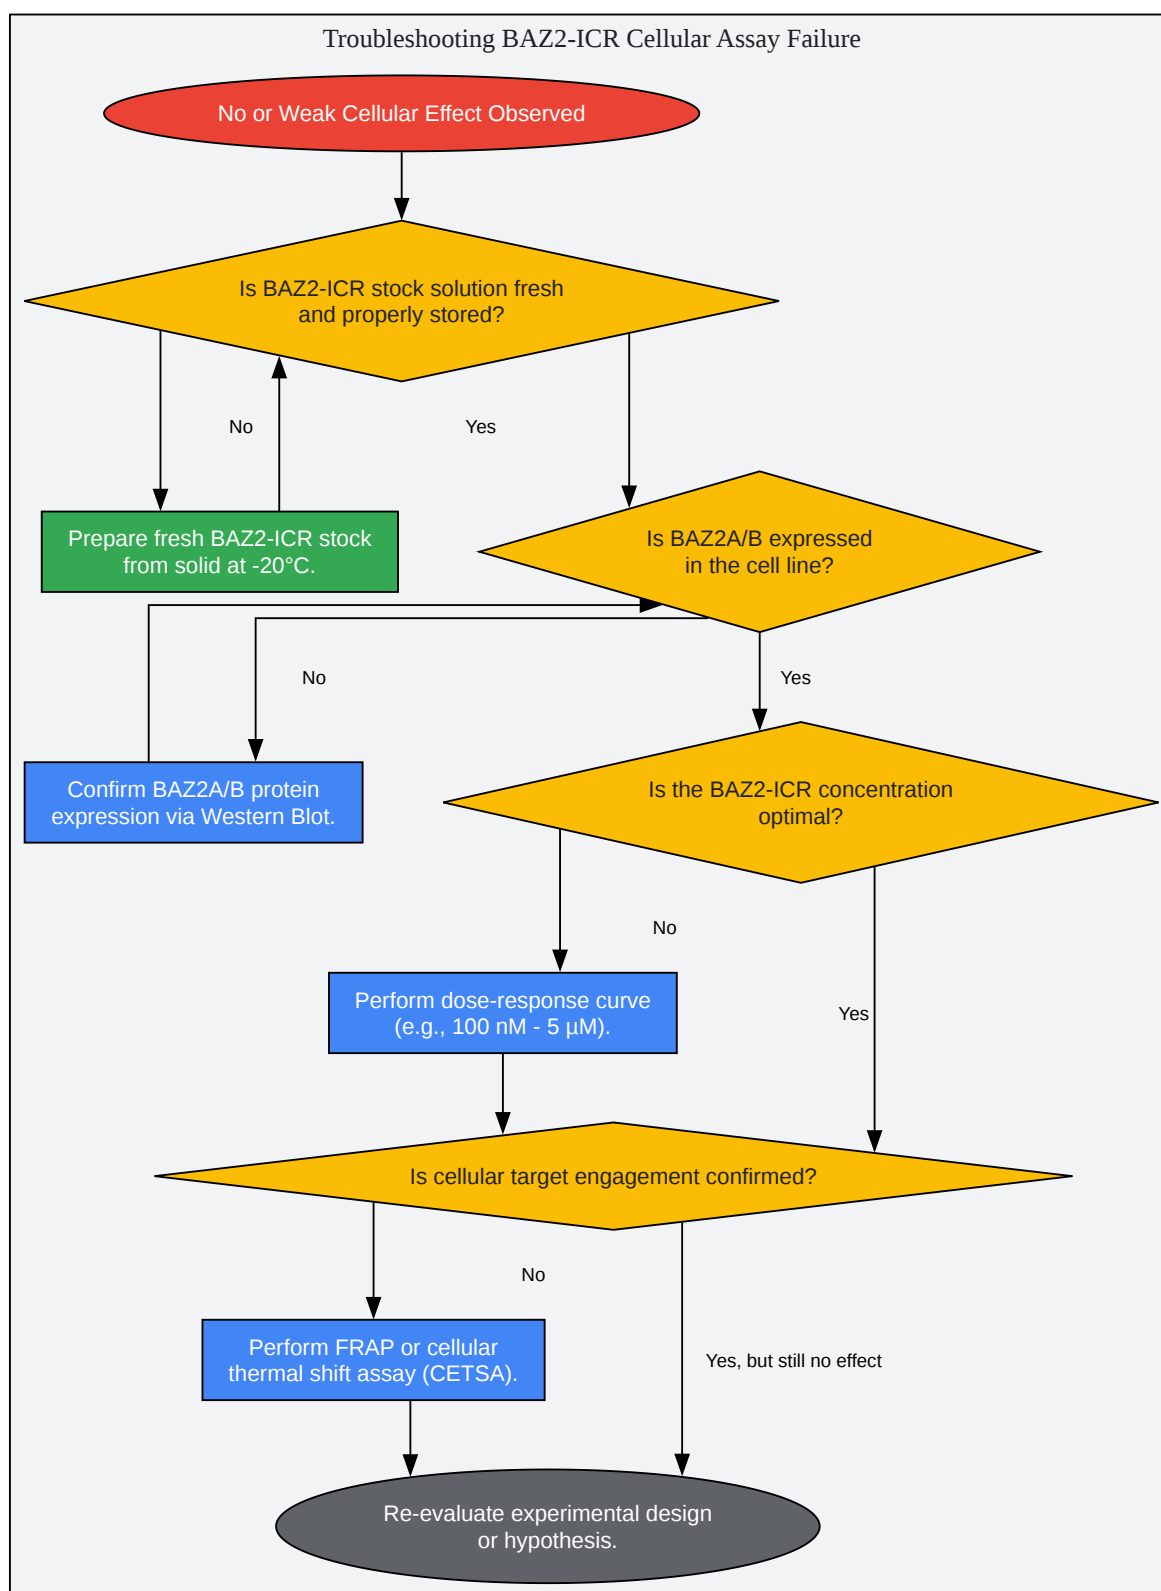 Troubleshooting BAZ2-ICR Cellular Assay Failure
No or Weak Cellular Effect Observed
Is BAZ2-ICR stock solution fresh
and properly stored?
No
Yes
Prepare fresh BAZ2-ICR stock
from solid at -20°C.
Is BAZ2A/B expressed
in the cell line?
No
Yes
Confirm BAZ2A/B protein
expression via Western Blot.
Is the BAZ2-ICR concentration
optimal?
No
Perform dose-response curve
(e.g., 100 nM - 5 µM).
Yes
Is cellular target engagement confirmed?
No
Perform FRAP or cellular
thermal shift assay (CETSA).
Yes, but still no effect
Re-evaluate experimental design
or hypothesis.